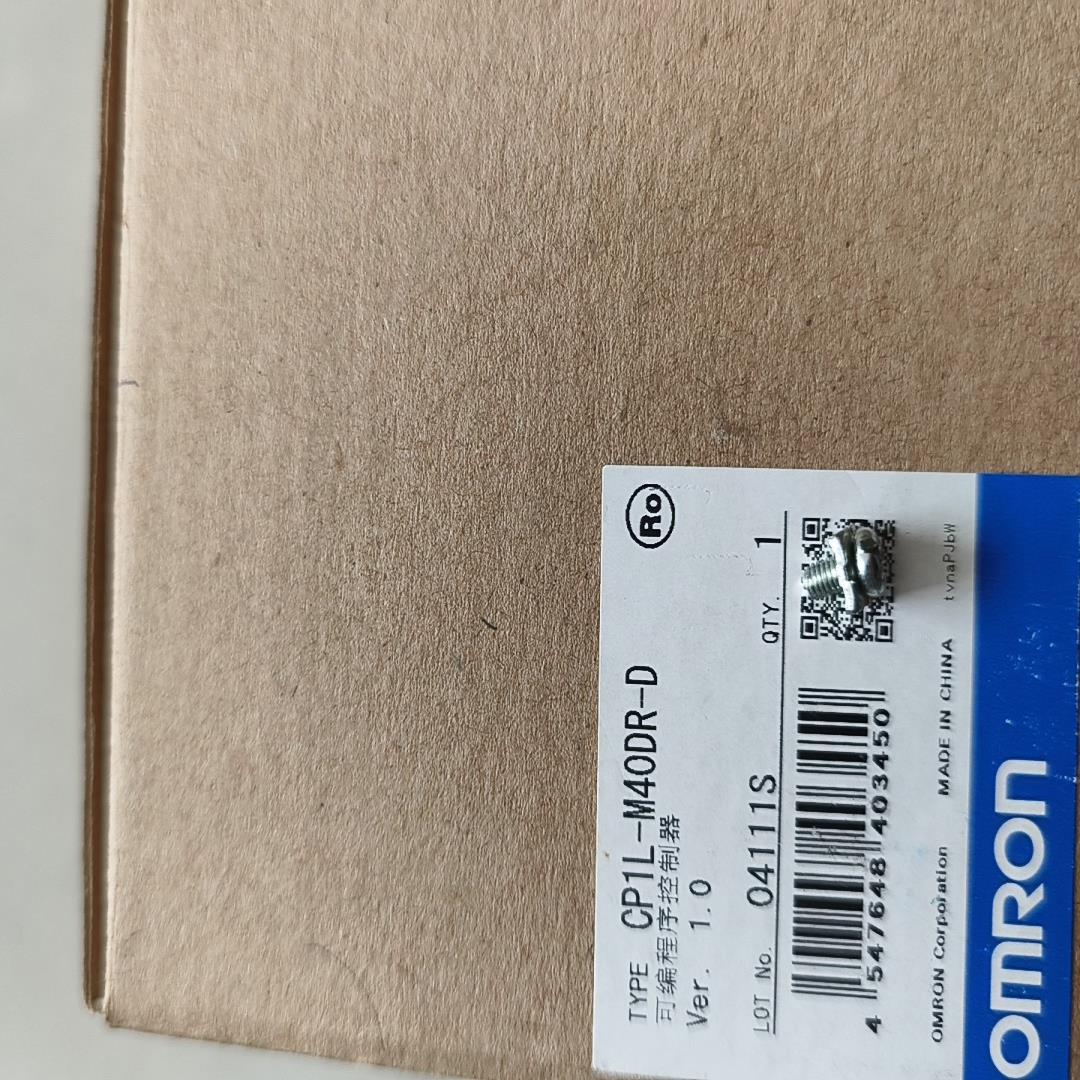 TYPE CP1L-M40DR-D
可编程序控制器
Ver. 1.0
Ro
LOT No. 04111S QTY. 1
4 547648 403450
OMRON Corporation MADE IN CHINA tvnaPJbW
OMRON